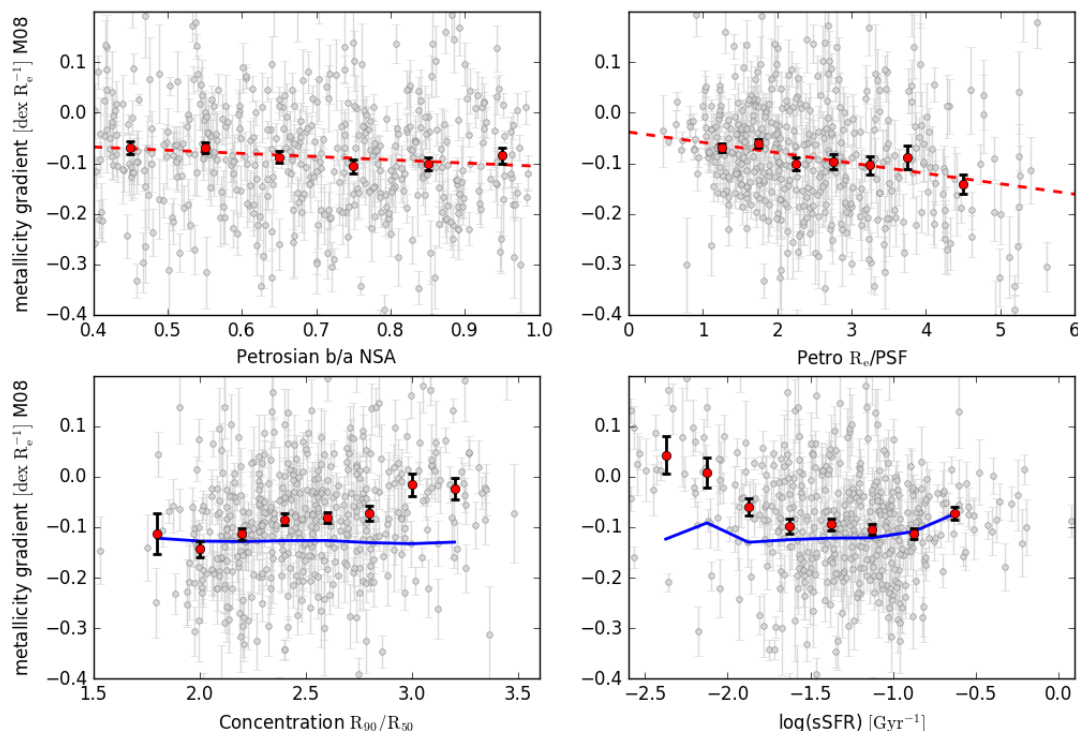 metallicity gradient [dex R_e^{-1}] M08
0.1
0.0
−0.1
−0.2
−0.3
−0.4
0.4 0.5 0.6 0.7 0.8 0.9 1.0
Petrosian b/a NSA
0.1
0.0
−0.1
−0.2
−0.3
−0.4
0 1 2 3 4 5 6
Petro R_e/PSF
metallicity gradient [dex R_e^{-1}] M08
0.1
0.0
−0.1
−0.2
−0.3
−0.4
1.5 2.0 2.5 3.0 3.5
Concentration R_{90}/R_{50}
0.1
0.0
−0.1
−0.2
−0.3
−0.4
−2.5 −2.0 −1.5 −1.0 −0.5 0.0
log(sSFR) [Gyr^{-1}]